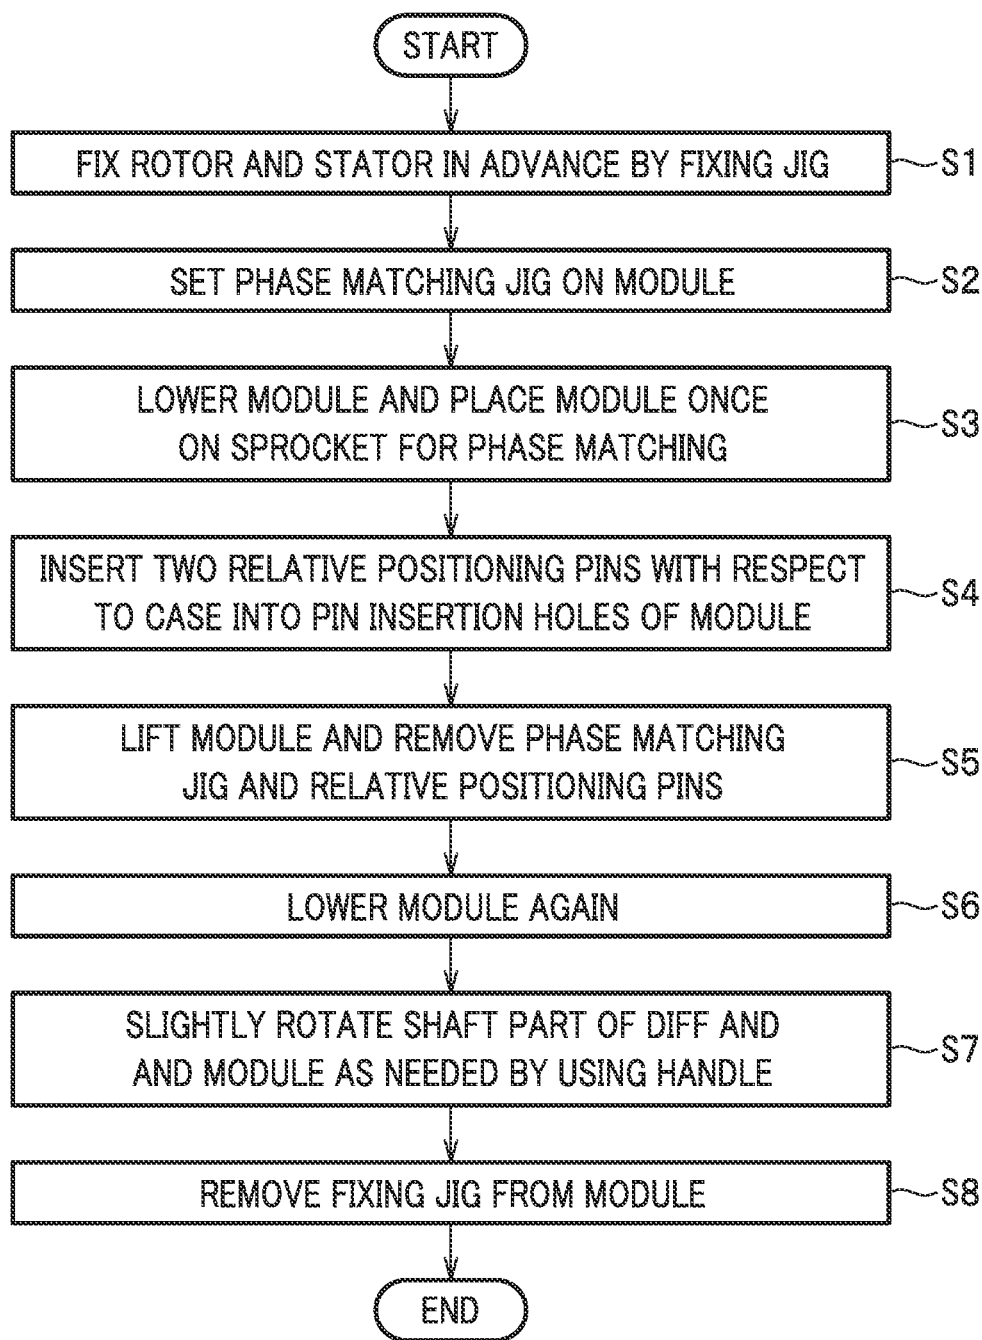 START
FIX ROTOR AND STATOR IN ADVANCE BY FIXING JIG
S1
SET PHASE MATCHING JIG ON MODULE
S2
LOWER MODULE AND PLACE MODULE ONCE
ON SPROCKET FOR PHASE MATCHING
S3
INSERT TWO RELATIVE POSITIONING PINS WITH RESPECT
TO CASE INTO PIN INSERTION HOLES OF MODULE
S4
LIFT MODULE AND REMOVE PHASE MATCHING
JIG AND RELATIVE POSITIONING PINS
S5
LOWER MODULE AGAIN
S6
SLIGHTLY ROTATE SHAFT PART OF DIFF AND
AND MODULE AS NEEDED BY USING HANDLE
S7
REMOVE FIXING JIG FROM MODULE
S8
END